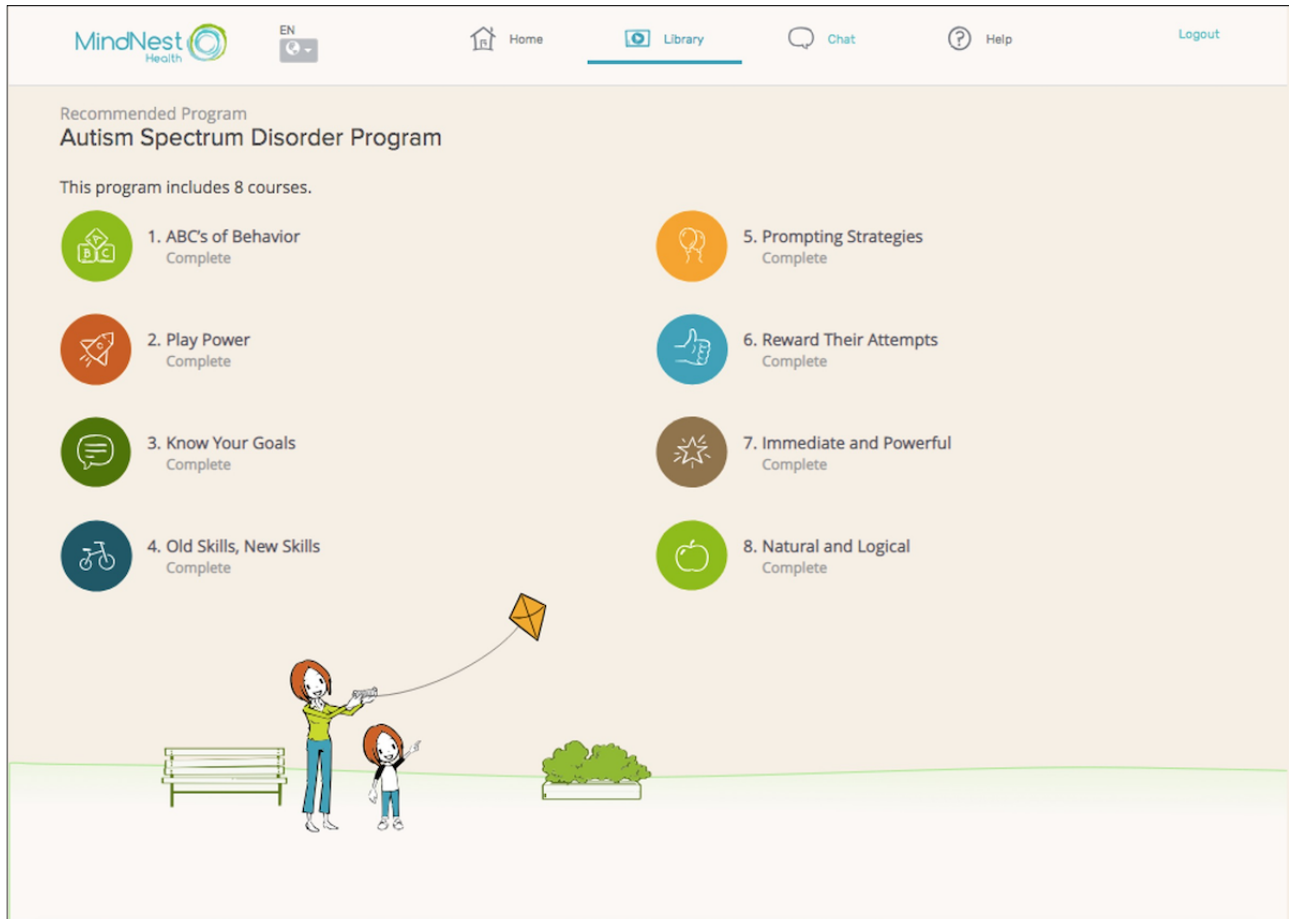 MindNest
Health
EN
Home
Library
Chat
Help
Logout
Recommended Program
Autism Spectrum Disorder Program
This program includes 8 courses.
A
B C
1. ABC's of Behavior
Complete
2. Play Power
Complete
3. Know Your Goals
Complete
4. Old Skills, New Skills
Complete
5. Prompting Strategies
Complete
6. Reward Their Attempts
Complete
7. Immediate and Powerful
Complete
8. Natural and Logical
Complete